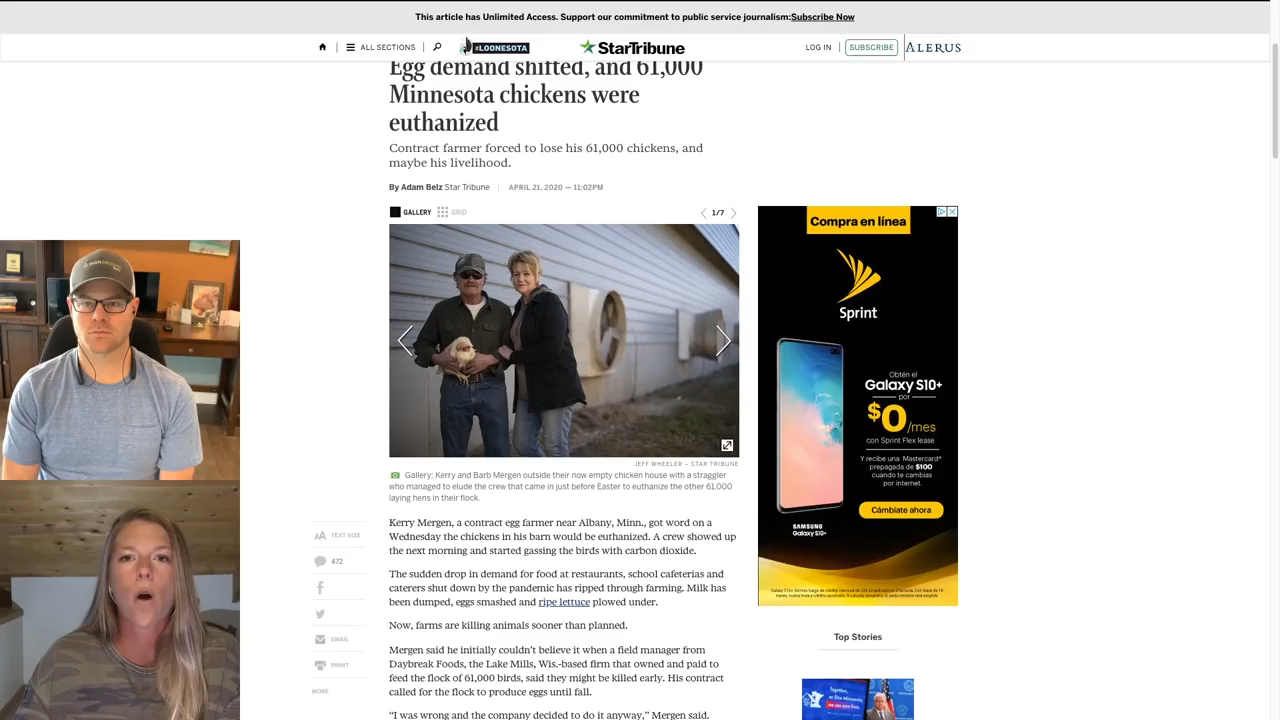 This article has Unlimited Access. Support our commitment to public service journalism:Subscribe Now
ALL SECTIONS
#LOONESOTA
StarTribune
LOG IN
SUBSCRIBE
ALERUS
Egg demand shifted, and 61,000
Minnesota chickens were
euthanized
Contract farmer forced to lose his 61,000 chickens, and
maybe his livelihood.
By Adam Belz Star Tribune
APRIL 21, 2020 — 11:02PM
GALLERY
GRID
1/7
JEFF WHEELER – STAR TRIBUNE
Gallery: Kerry and Barb Mergen outside their now empty chicken house with a straggler
who managed to elude the crew that came in just before Easter to euthanize the other 61,000
laying hens in their flock.
AA TEXT SIZE
472
EMAIL
PRINT
MORE
Kerry Mergen, a contract egg farmer near Albany, Minn., got word on a
Wednesday the chickens in his barn would be euthanized. A crew showed up
the next morning and started gassing the birds with carbon dioxide.
The sudden drop in demand for food at restaurants, school cafeterias and
caterers shut down by the pandemic has ripped through farming. Milk has
been dumped, eggs smashed and ripe lettuce plowed under.
Now, farms are killing animals sooner than planned.
Mergen said he initially couldn't believe it when a field manager from
Daybreak Foods, the Lake Mills, Wis.-based firm that owned and paid to
feed the flock of 61,000 birds, said they might be killed early. His contract
called for the flock to produce eggs until fall.
“I was wrong and the company decided to do it anyway,” Mergen said.
Compra en línea
Sprint
Obtén el
Galaxy S10+
por
$0/mes
con Sprint Flex lease
Y recibe una Mastercard®
prepagada de $100
cuando te cambias
por internet.
Cámbiate ahora
SAMSUNG
Galaxy S10+
Top Stories